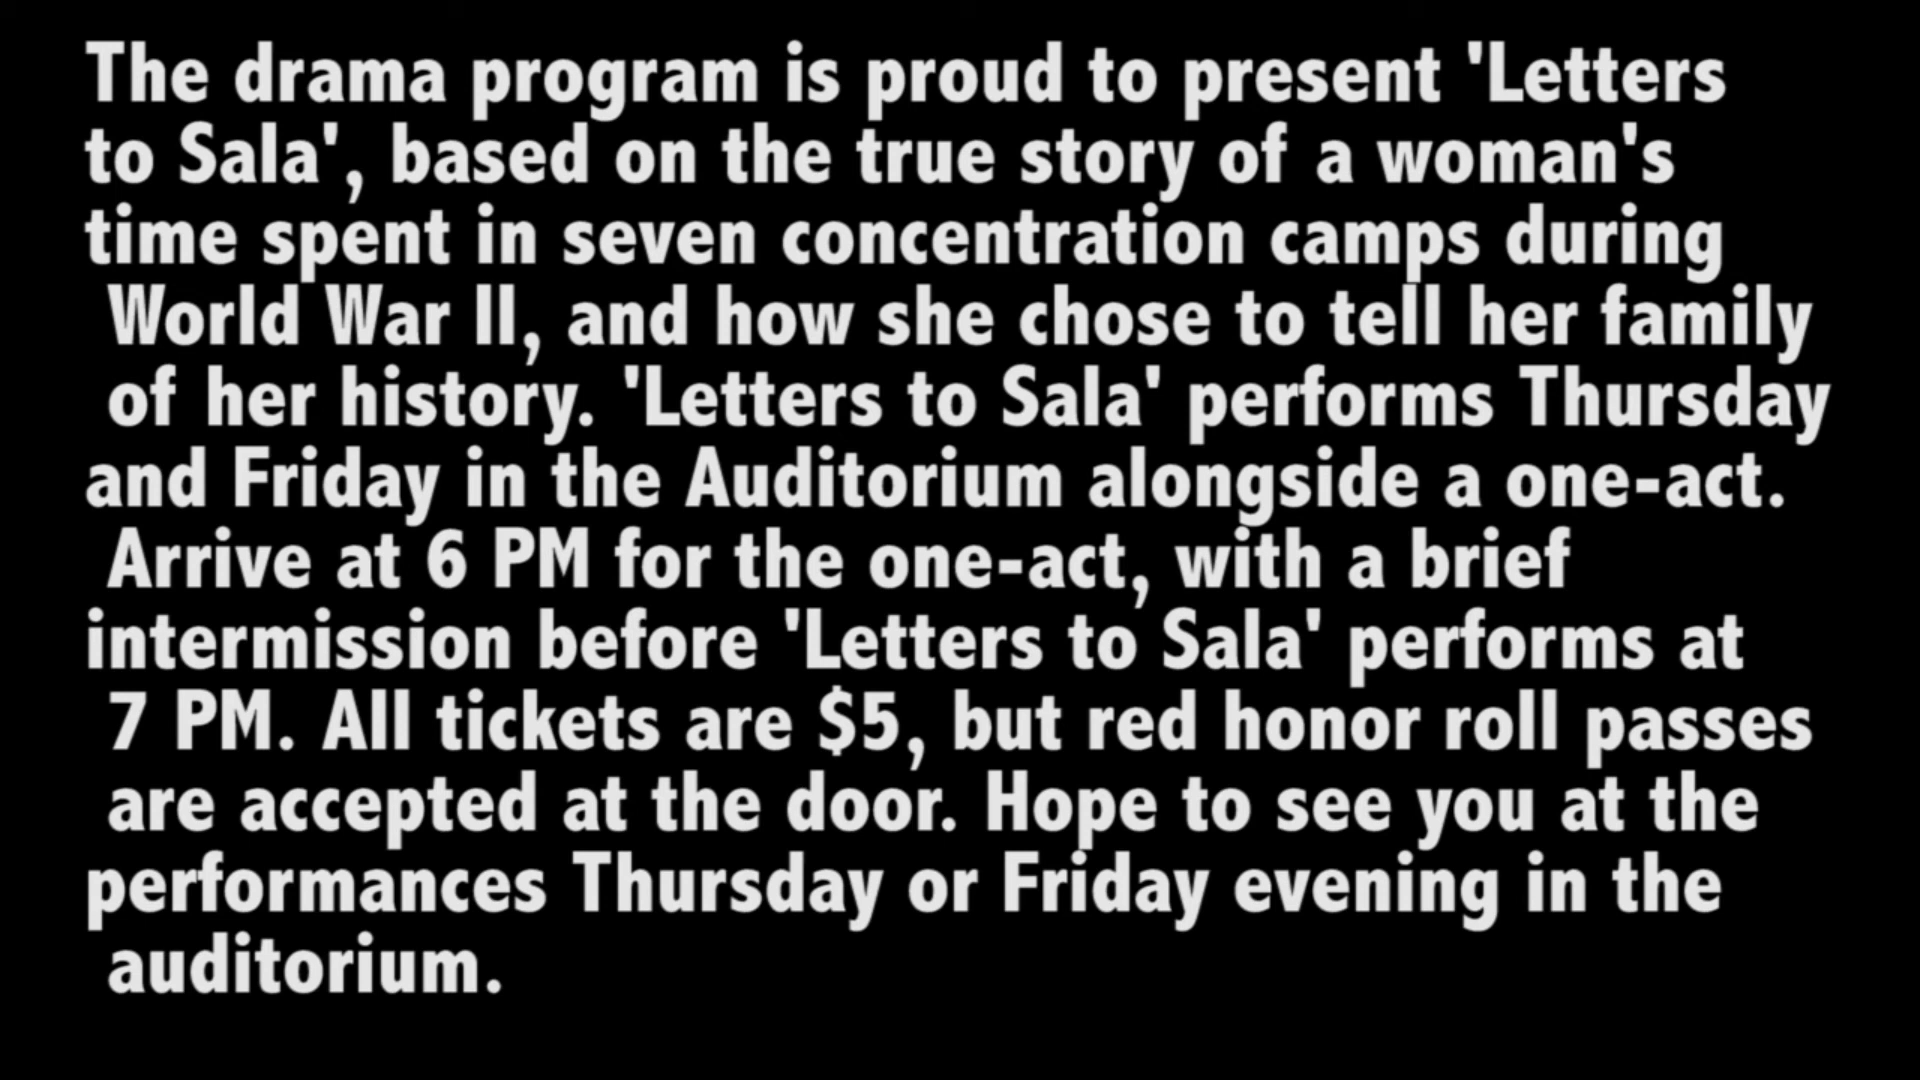 The drama program is proud to present 'Letters
to Sala', based on the true story of a woman's
time spent in seven concentration camps during
World War II, and how she chose to tell her family
of her history. 'Letters to Sala' performs Thursday
and Friday in the Auditorium alongside a one-act.
Arrive at 6 PM for the one-act, with a brief
intermission before 'Letters to Sala' performs at
7 PM. All tickets are $5, but red honor roll passes
are accepted at the door. Hope to see you at the
performances Thursday or Friday evening in the
auditorium.